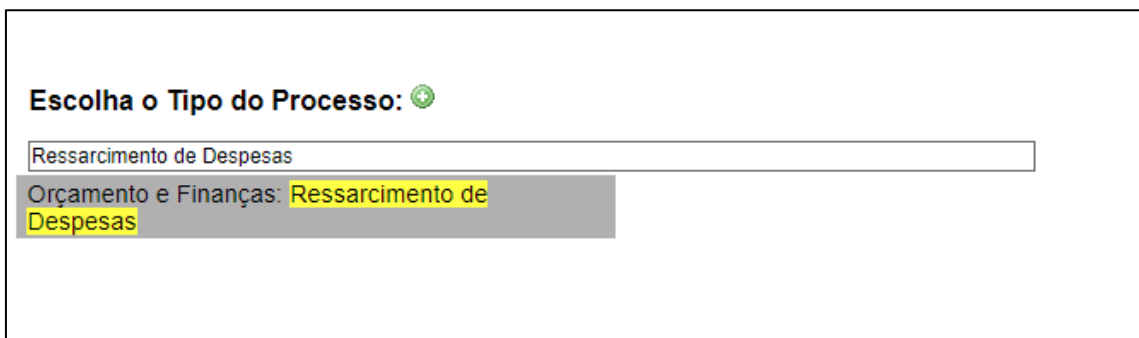 Escolha o Tipo do Processo:
Ressarcimento de Despesas
Orçamento e Finanças: Ressarcimento de
Despesas